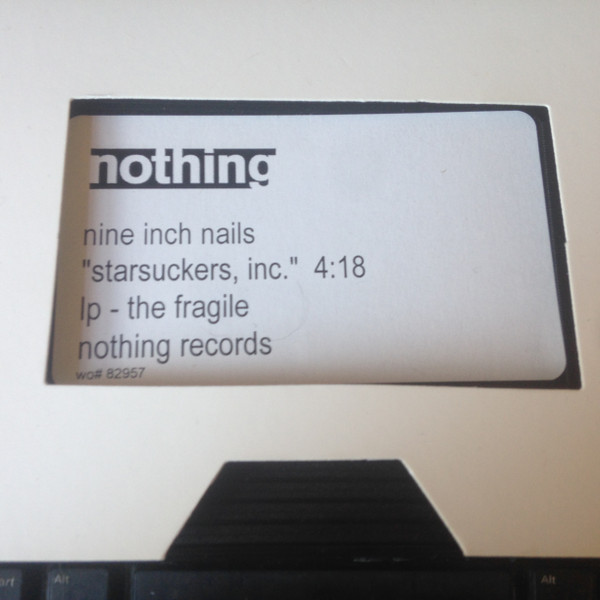 nothing
nine inch nails
"starsuckers, inc." 4:18
lp - the fragile
nothing records
wo# 82957
Alt
Alt